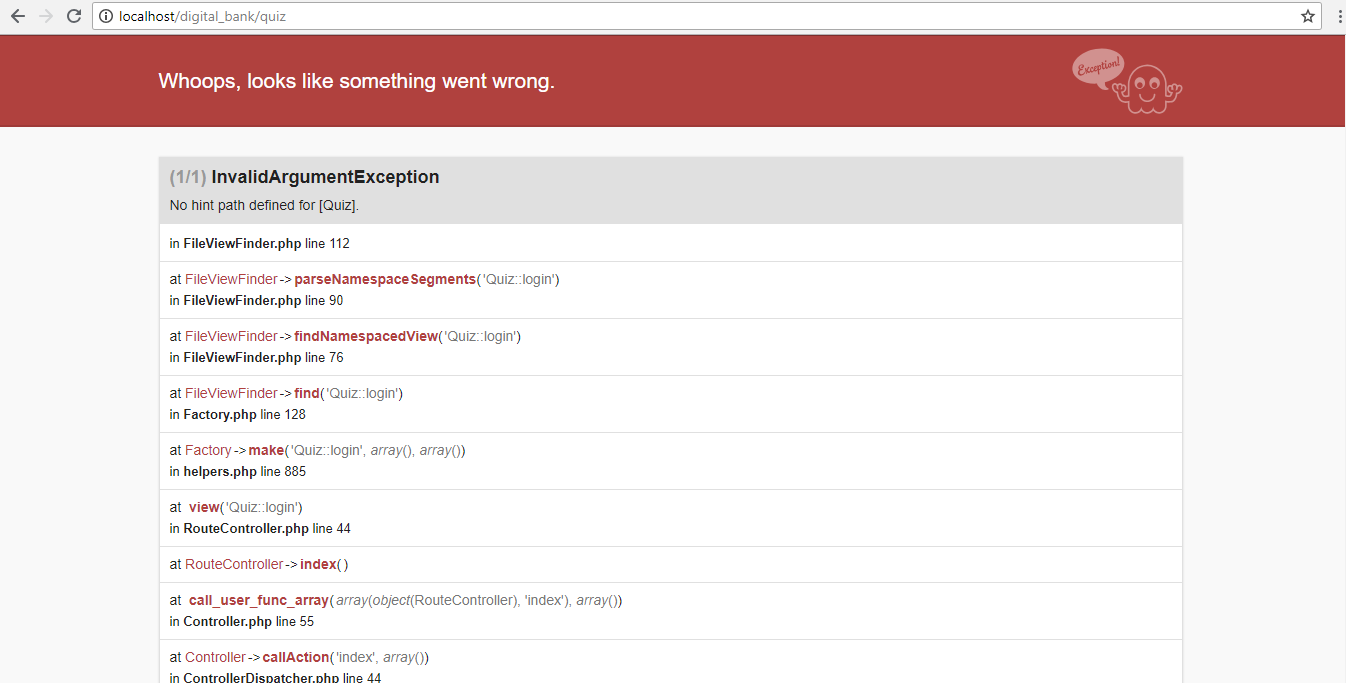 localhost/digital_bank/quiz
Whoops, looks like something went wrong.
Exception!
(1/1) InvalidArgumentException
No hint path defined for [Quiz].
in FileViewFinder.php line 112
at FileViewFinder->parseNamespaceSegments('Quiz::login')
in FileViewFinder.php line 90
at FileViewFinder->findNamespacedView('Quiz::login')
in FileViewFinder.php line 76
at FileViewFinder->find('Quiz::login')
in Factory.php line 128
at Factory->make('Quiz::login', array(), array())
in helpers.php line 885
at view('Quiz::login')
in RouteController.php line 44
at RouteController->index()
at call_user_func_array(array(object(RouteController), 'index'), array())
in Controller.php line 55
at Controller->callAction('index', array())
in ControllerDispatcher.php line 44